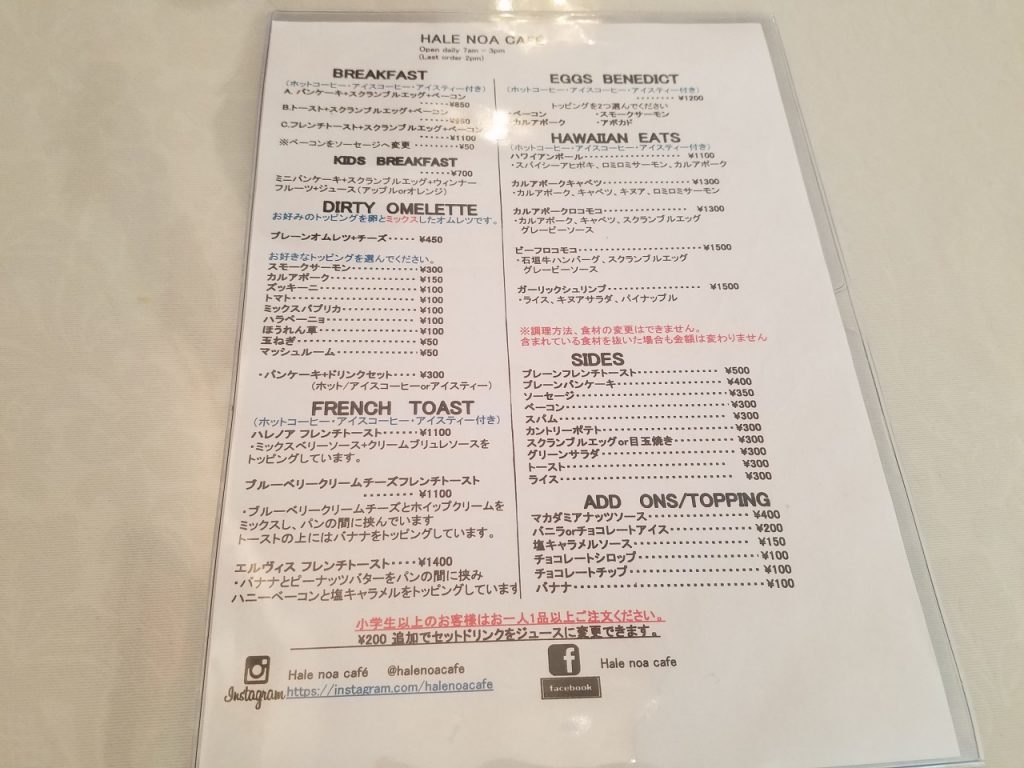 HALE NOA CAFE
Open daily 7am - 3pm
(Last order 2pm)
BREAKFAST
(ホットコーヒー・アイスコーヒー・アイスティー付き)
A. パンケーキ+スクランブルエッグ+ベーコン
‥‥‥¥850
B.トースト+スクランブルエッグ+ベーコン
‥‥‥¥850
C.フレンチトースト+スクランブルエッグ+ベーコン
‥‥‥¥1100
※ベーコンをソーセージへ変更 ‥‥‥‥¥50
KIDS BREAKFAST
‥‥‥¥700
ミニパンケーキ+スクランブルエッグ+ウィンナー
フルーツ+ジュース(アップルorオレンジ)
DIRTY OMELETTE
お好みのトッピングを卵とミックスしたオムレツです。
プレーンオムレツ+チーズ‥‥‥ ¥450
お好きなトッピングを選んでください。
スモークサーモン‥‥‥‥‥¥300
カルアポーク‥‥‥‥‥‥‥¥150
ズッキーニ‥‥‥‥‥‥‥‥¥100
トマト‥‥‥‥‥‥‥‥‥‥¥100
ミックスパプリカ‥‥‥‥‥¥100
ハラペーニョ‥‥‥‥‥‥‥¥100
ほうれん草‥‥‥‥‥‥‥‥¥100
玉ねぎ‥‥‥‥‥‥‥‥‥‥¥50
マッシュルーム‥‥‥‥‥‥¥50
・パンケーキ+ドリンクセット‥‥¥300
(ホット/アイスコーヒーorアイスティー)
FRENCH TOAST
(ホットコーヒー・アイスコーヒー・アイスティー付き)
ハレノア フレンチトースト‥‥‥¥1100
・ミックスベリーソース+クリームブリュレソースを
トッピングしています。
ブルーベリークリームチーズフレンチトースト
‥‥‥‥¥1100
・ブルーベリークリームチーズとホイップクリームを
ミックスし、パンの間に挟んでいます
トーストの上にはバナナをトッピングしています。
エルヴィス フレンチトースト‥‥‥¥1400
・バナナとピーナッツバターをパンの間に挟み
ハニーベーコンと塩キャラメルをトッピングしています
EGGS BENEDICT
(ホットコーヒー・アイスコーヒー・アイスティー付き)
‥‥‥‥¥1200
トッピングを2つ選んでください
・ベーコン ・スモークサーモン
・カルアポーク ・アボカド
HAWAIIAN EATS
(ホットコーヒー・アイスコーヒー・アイスティー付き)
ハワイアンボール‥‥‥‥‥‥‥‥ ¥1100
・スパイシーアヒポキ、ロミロミサーモン、カルアポーク
カルアポークキャベツ‥‥‥‥‥‥¥1300
・カルアポーク、キャベツ、キヌア、ロミロミサーモン
カルアポークロコモコ‥‥‥‥‥‥ ¥1300
・カルアポーク、キャベツ、スクランブルエッグ
グレービーソース
ビーフロコモコ‥‥‥‥‥‥‥‥‥¥1500
・石垣牛ハンバーグ、スクランブルエッグ
グレービーソース
ガーリックシュリンプ‥‥‥‥‥‥ ¥1500
・ライス、キヌアサラダ、パイナップル
※調理方法、食材の変更はできません。
含まれている食材を抜いた場合も金額は変わりません
SIDES
プレーンフレンチトースト‥‥‥‥‥ ¥500
プレーンパンケーキ‥‥‥‥‥‥‥‥ ¥400
ソーセージ‥‥‥‥‥‥‥‥‥‥‥‥ ¥350
ベーコン‥‥‥‥‥‥‥‥‥‥‥‥‥ ¥300
スパム‥‥‥‥‥‥‥‥‥‥‥‥‥‥ ¥300
カントリーポテト‥‥‥‥‥‥‥‥‥ ¥300
スクランブルエッグor目玉焼き‥‥‥ ¥300
グリーンサラダ‥‥‥‥‥‥‥‥‥‥ ¥300
トースト‥‥‥‥‥‥‥‥‥‥‥‥‥ ¥300
ライス‥‥‥‥‥‥‥‥‥‥‥‥‥‥ ¥300
ADD ONS/TOPPING
マカダミアナッツソース‥‥‥‥‥‥¥400
バニラorチョコレートアイス‥‥‥‥ ¥200
塩キャラメルソース‥‥‥‥‥‥‥‥ ¥150
チョコレートシロップ‥‥‥‥‥‥‥ ¥100
チョコレートチップ‥‥‥‥‥‥‥‥ ¥100
バナナ‥‥‥‥‥‥‥‥‥‥‥‥‥‥ ¥100
小学生以上のお客様はお一人1品以上ご注文ください。
¥200 追加でセットドリンクをジュースに変更できます。
Hale noa café @halenoacafe
Instagram https://instagram.com/halenoacafe
Hale noa cafe
facebook